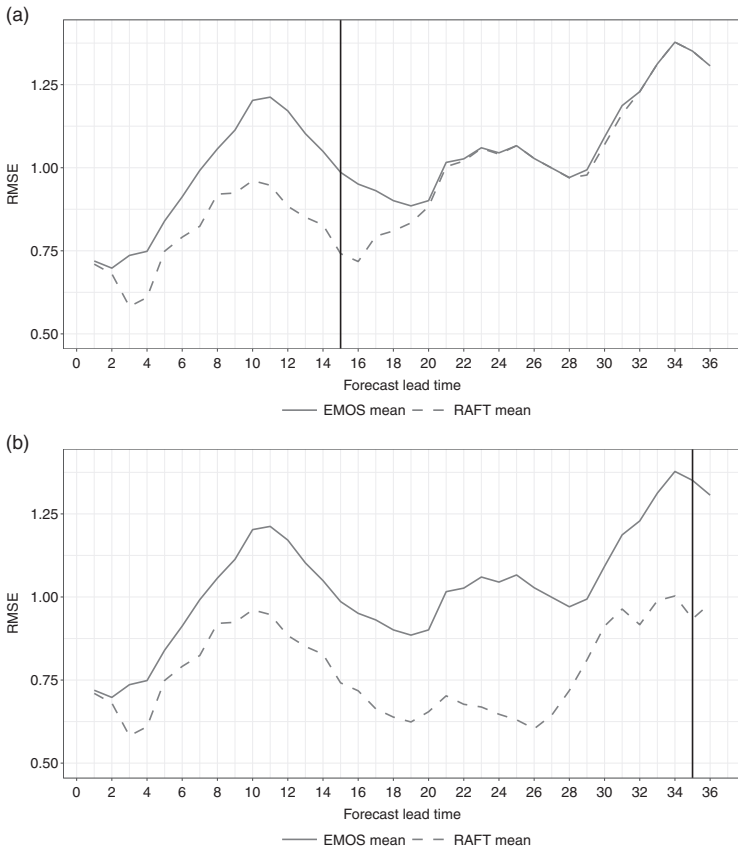 (a)
RMSE
1.25
1.00
0.75
0.50
0 2 4 6 8 10 12 14 16 18 20 22 24 26 28 30 32 34 36
Forecast lead time
EMOS mean RAFT mean
(b)
RMSE
1.25
1.00
0.75
0.50
0 2 4 6 8 10 12 14 16 18 20 22 24 26 28 30 32 34 36
Forecast lead time
EMOS mean RAFT mean